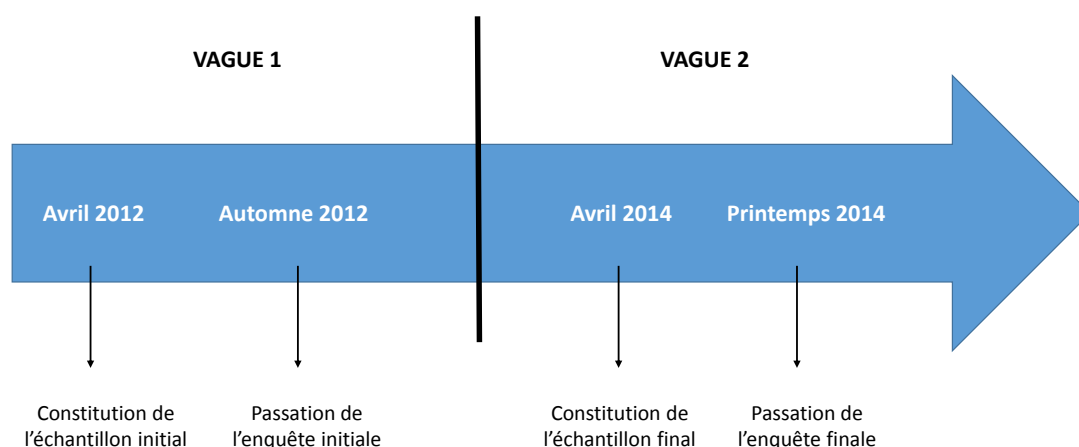 VAGUE 1
VAGUE 2
Avril 2012
Automne 2012
Avril 2014
Printemps 2014
Constitution de
l'échantillon initial
Passation de
l'enquête initiale
Constitution de
l'échantillon final
Passation de
l'enquête finale